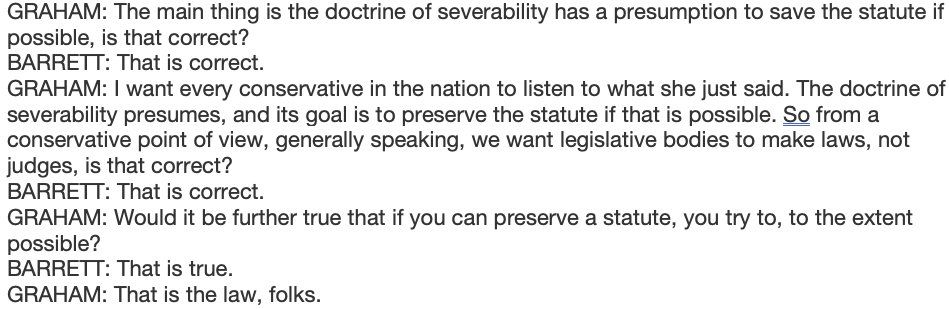 GRAHAM: The main thing is the doctrine of severability has a presumption to save the statute if
possible, is that correct?
BARRETT: That is correct.
GRAHAM: I want every conservative in the nation to listen to what she just said. The doctrine of
severability presumes, and its goal is to preserve the statute if that is possible. So from a
conservative point of view, generally speaking, we want legislative bodies to make laws, not
judges, is that correct?
BARRETT: That is correct.
GRAHAM: Would it be further true that if you can preserve a statute, you try to, to the extent
possible?
BARRETT: That is true.
GRAHAM: That is the law, folks.